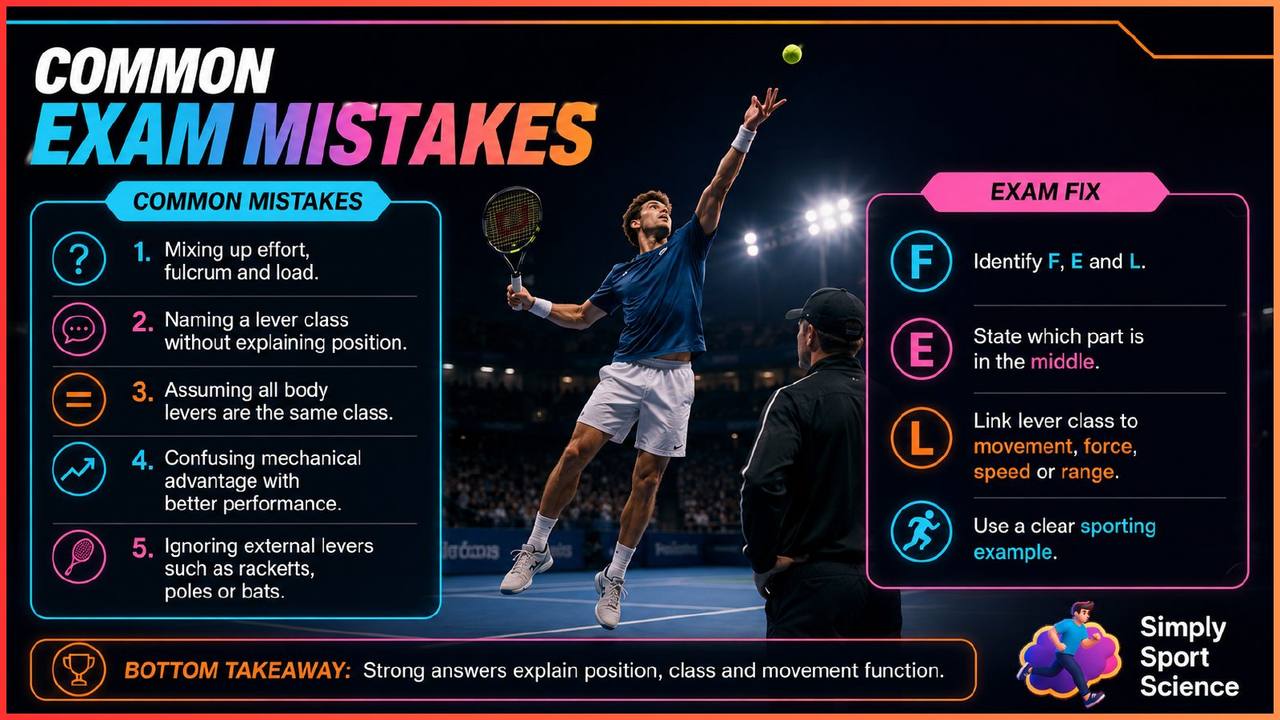 COMMON
EXAM MISTAKES
COMMON MISTAKES
?
1. Mixing up effort,
fulcrum and load.
2. Naming a lever class
without explaining position.
=
3. Assuming all body
levers are the same class.
4. Confusing mechanical
advantage with
better performance.
5. Ignoring external levers
such as racketts,
poles or bats.
EXAM FIX
F
Identify F, E and L.
E
State which part is
in the middle.
L
Link lever class to
movement, force,
speed or range.
Use a clear sporting
example.
BOTTOM TAKEAWAY: Strong answers explain position, class and movement function.
Simply
Sport
Science